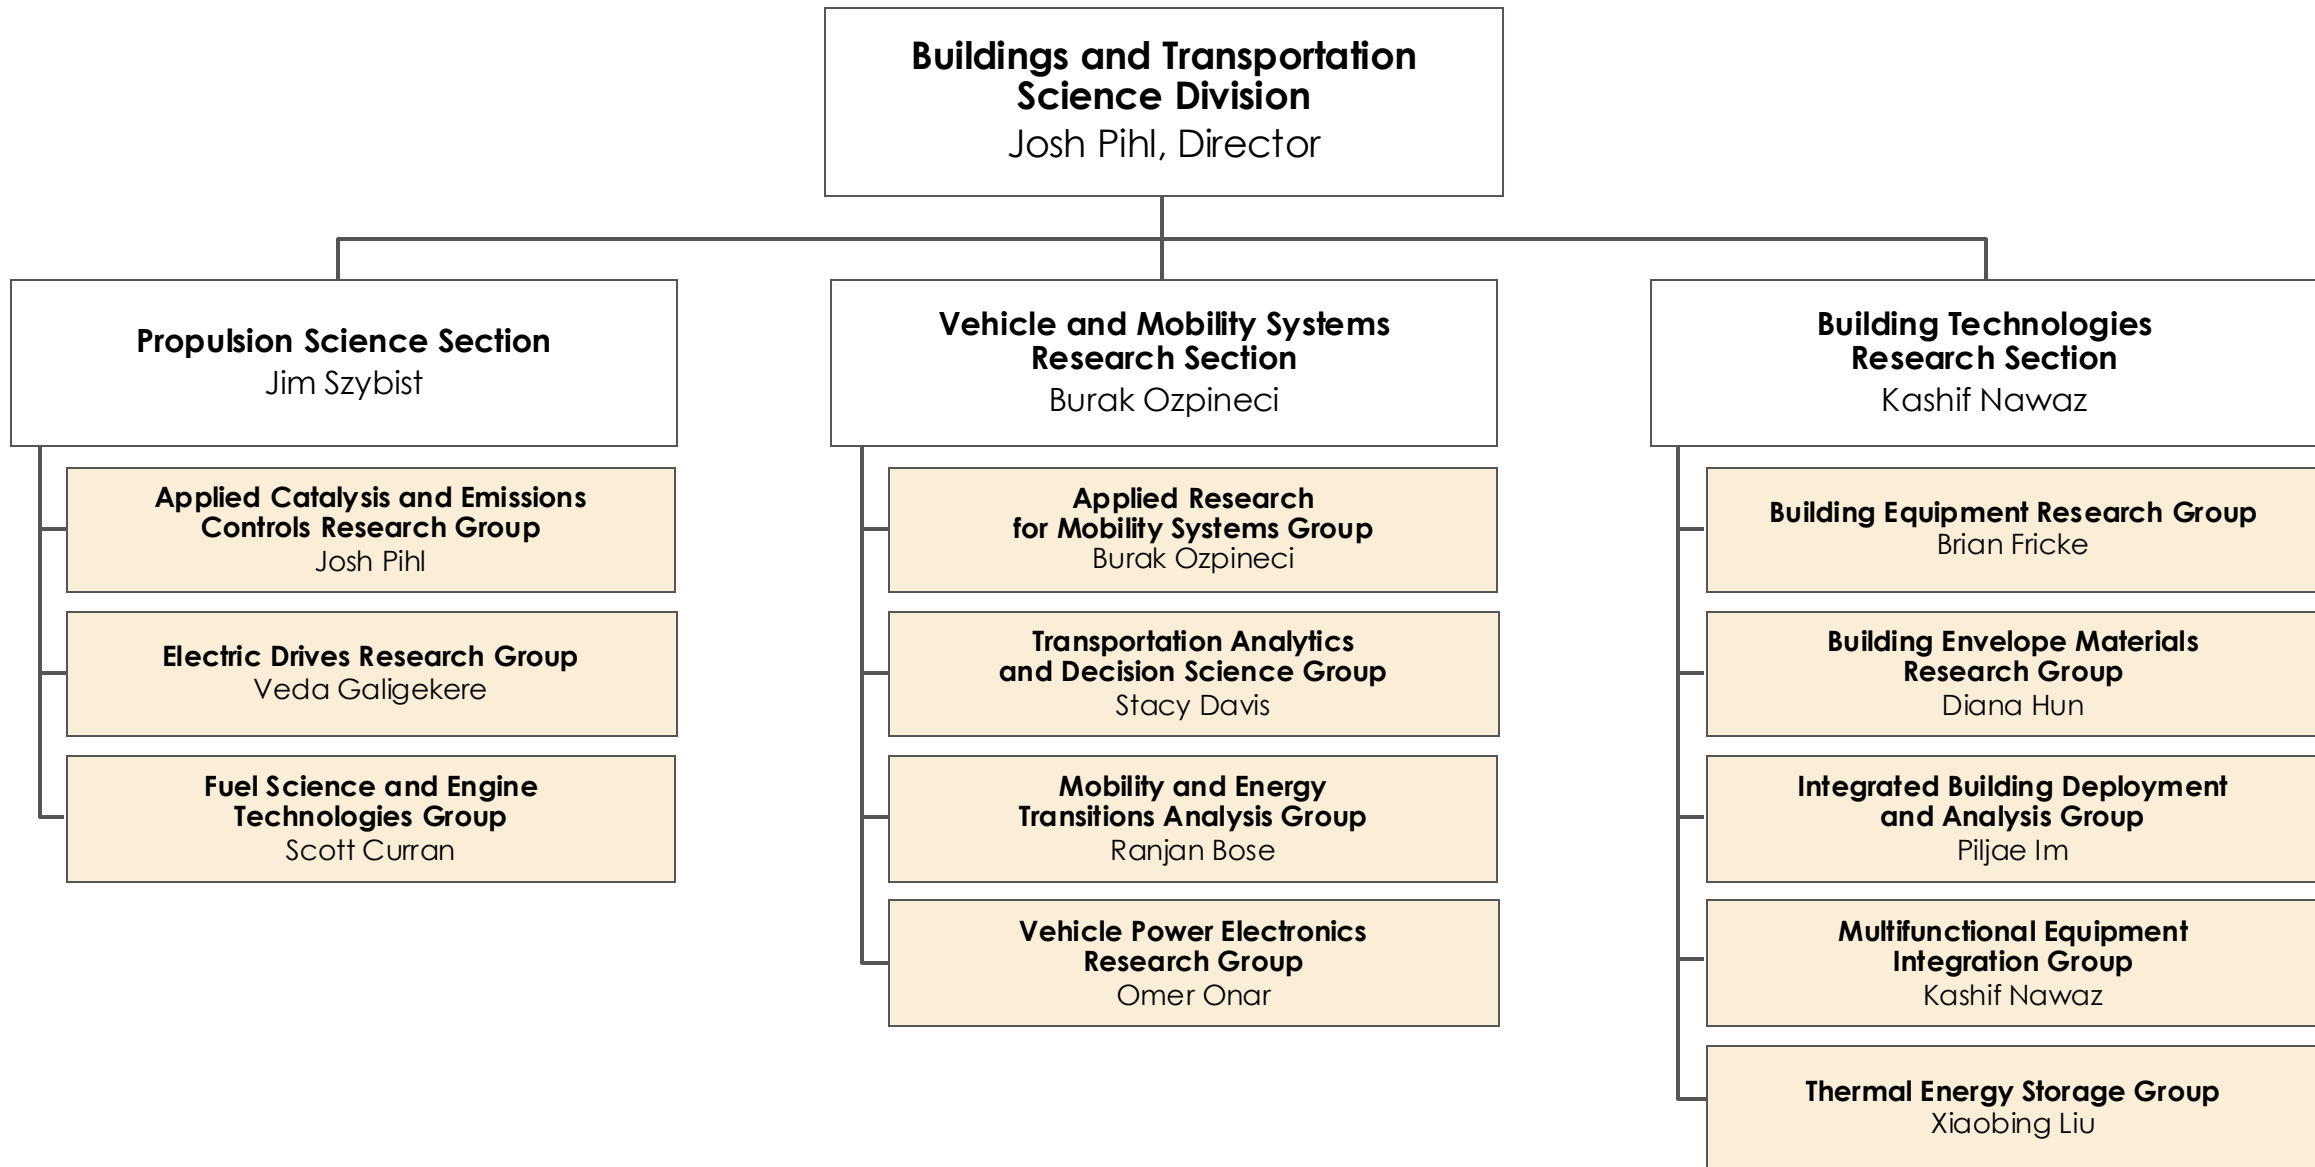 Buildings and Transportation
Science Division
Josh Pihl, Director
Propulsion Science Section
Jim Szybist
Applied Catalysis and Emissions
Controls Research Group
Josh Pihl
Electric Drives Research Group
Veda Galigekere
Fuel Science and Engine
Technologies Group
Scott Curran
Vehicle and Mobility Systems
Research Section
Burak Ozpineci
Applied Research
for Mobility Systems Group
Burak Ozpineci
Transportation Analytics
and Decision Science Group
Stacy Davis
Mobility and Energy
Transitions Analysis Group
Ranjan Bose
Vehicle Power Electronics
Research Group
Omer Onar
Building Technologies
Research Section
Kashif Nawaz
Building Equipment Research Group
Brian Fricke
Building Envelope Materials
Research Group
Diana Hun
Integrated Building Deployment
and Analysis Group
Piljae Im
Multifunctional Equipment
Integration Group
Kashif Nawaz
Thermal Energy Storage Group
Xiaobing Liu